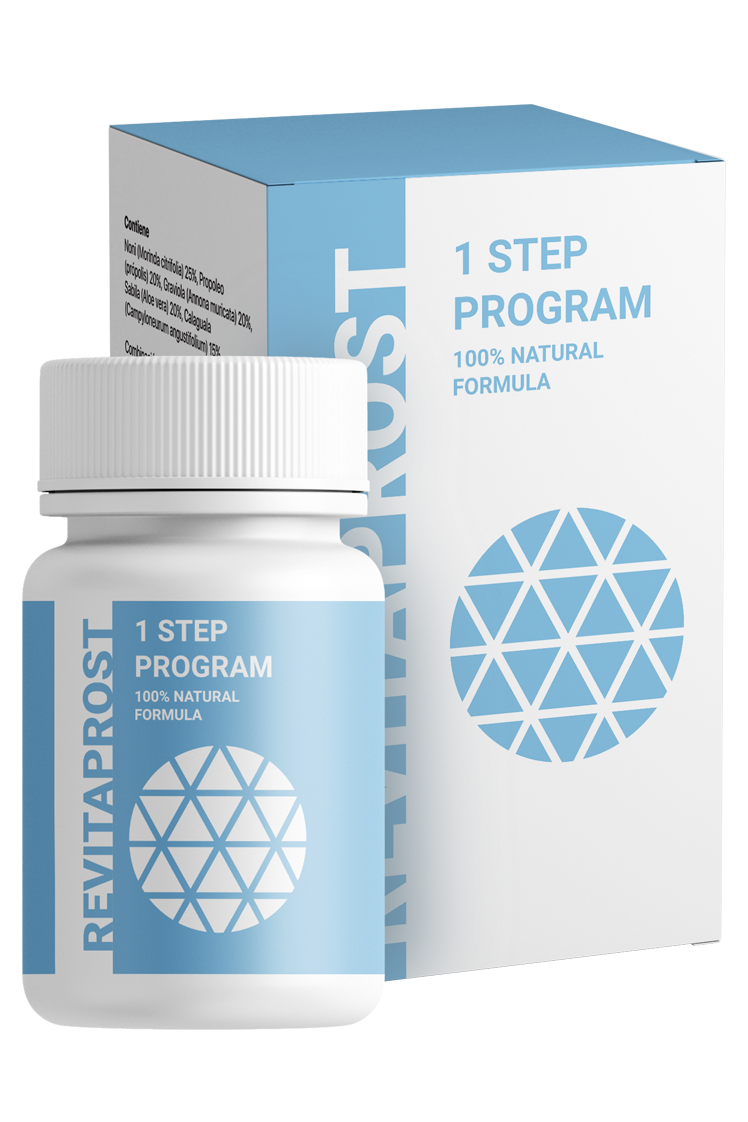 Contiene
Noni (Morinda citrifolia) 25%, Propoleo
(própolis) 20%, Graviola (Annona muricata) 20%,
Sabila (Aloe vera) 20%, Calaguala
(Campyloneurum angustifolium) 15%
REVITAPROST
1 STEP
PROGRAM
100% NATURAL
FORMULA
REVITAPROST
1 STEP
PROGRAM
100% NATURAL
FORMULA